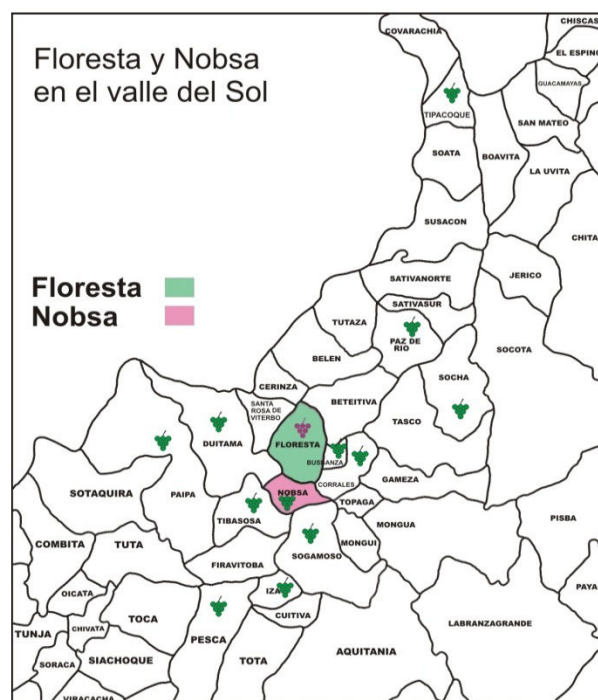 Floresta y Nobsa
en el valle del Sol
COVARACHIA
CHISCAS
EL ESPINO
GUACAMAYAS
TIPACOQUE
SAN MATEO
SOATA
BOAVITA
LA UVITA
SUSACON
CHITA
Floresta
Nobsa
SATIVANORTE
JERICO
SATIVASUR
TUTAZA
PAZ DE
RIO
SOCOTA
BELEN
SOCHA
CERINZA
BETEITIVA
SANTA
ROSA DE
VITERBO
TASCO
DUITAMA
FLORESTA
BUSBANZA
CORRALES
GAMEZA
SOTAQUIRA
PAIPA
NOBSA
TOPAGA
PISBA
TIBASOSA
MONGUA
COMBITA
TUTA
SOGAMOSO
MONGUI
FIRAVITOBA
OICATA
IZA
PAYA
TOCA
CUITIVA
LABRANZAGRANDE
TUNJA
CHIVATA
PESCA
AQUITANIA
SORACA
SIACHOQUE
TOTA
VIRACACHA